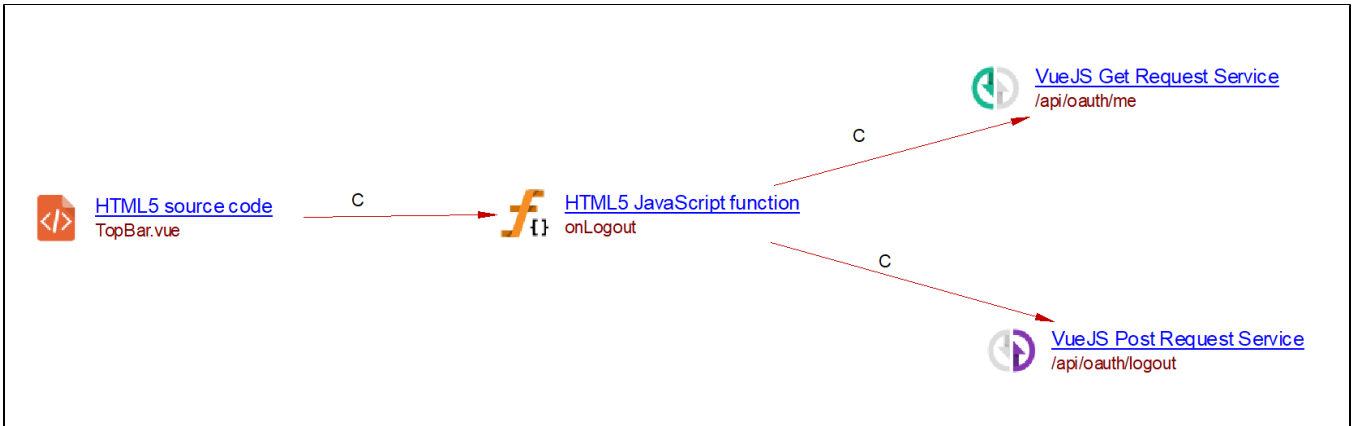 VueJS Get Request Service
/api/oauth/me
C
HTML5 source code
TopBar.vue
C
HTML5 JavaScript function
onLogout
{}
C
VueJS Post Request Service
/api/oauth/logout